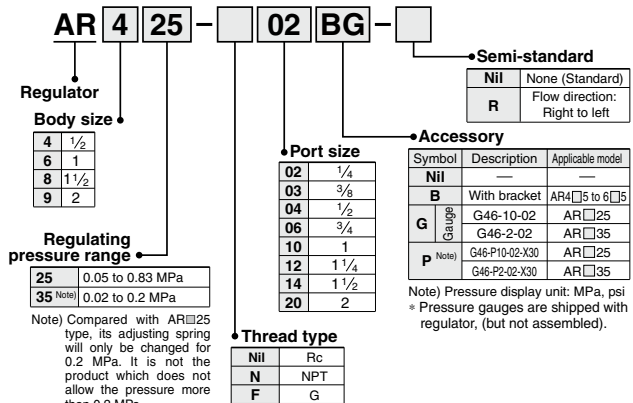 AR 4 25 - 02 BG -
Semi-standard
Nil None (Standard)
R Flow direction:
Right to left
Regulator
Body size
4 1/2
6 1
8 1 1/2
9 2
Port size
02 1/4
03 3/8
04 1/2
06 3/4
10 1
12 1 1/4
14 1 1/2
20 2
Accessory
Symbol Description Applicable model
Nil — —
B With bracket AR4□5 to 6□5
G Gauge G46-10-02 AR□25
G46-2-02 AR□35
P Note) G46-P10-02-X30 AR□25
G46-P2-02-X30 AR□35
Note) Pressure display unit: MPa, psi
* Pressure gauges are shipped with
regulator, (but not assembled).
Regulating
pressure range
25 0.05 to 0.83 MPa
35 Note) 0.02 to 0.2 MPa
Note) Compared with AR□25
type, its adjusting spring
will only be changed for
0.2 MPa. It is not the
product which does not
allow the pressure more
Thread type
Nil Rc
N NPT
F G